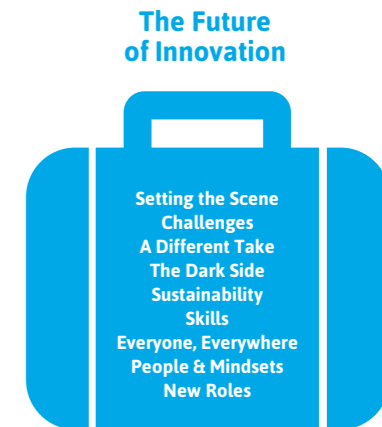 The Future
of Innovation
Setting the Scene
Challenges
A Different Take
The Dark Side
Sustainability
Skills
Everyone, Everywhere
People & Mindsets
New Roles